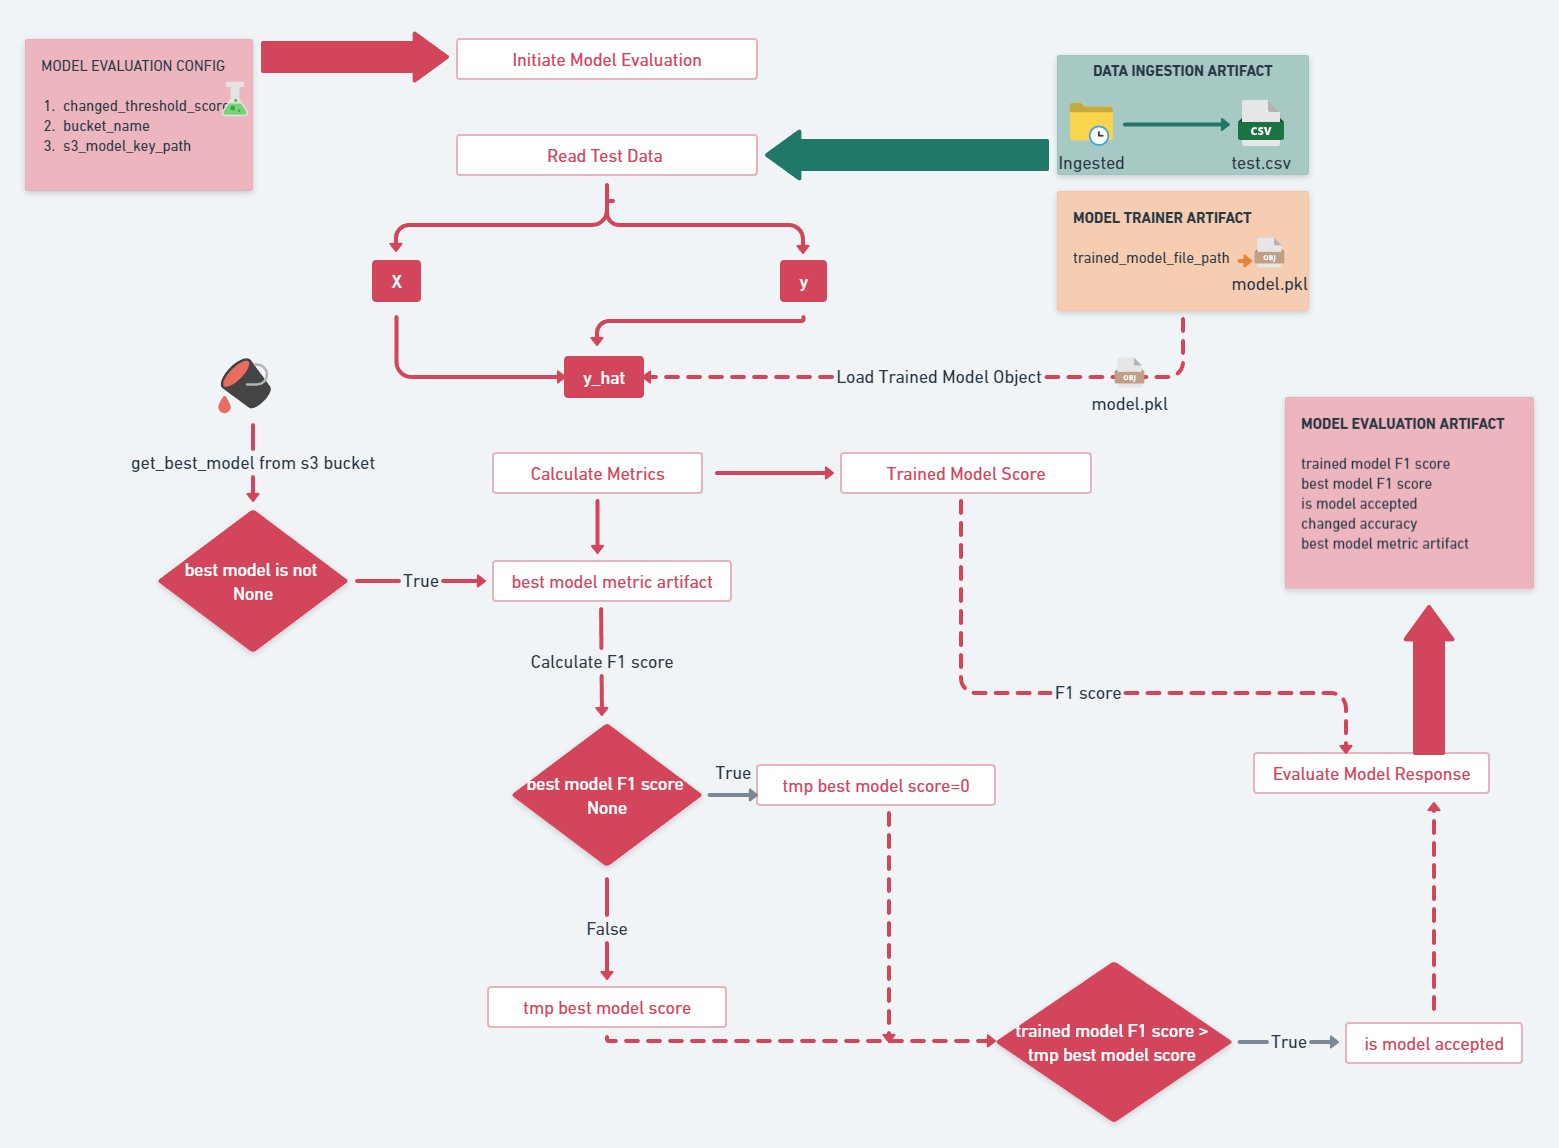 MODEL EVALUATION CONFIG
1. changed_threshold_score
2. bucket_name
3. s3_model_key_path
Initiate Model Evaluation
Read Test Data
DATA INGESTION ARTIFACT
CSV
Ingested
test.csv
MODEL TRAINER ARTIFACT
trained_model_file_path
OBJ
model.pkl
X
y
y_hat
Load Trained Model Object
OBJ
model.pkl
get_best_model from s3 bucket
best model is not
None
True
Calculate Metrics
Trained Model Score
best model metric artifact
Calculate F1 score
MODEL EVALUATION ARTIFACT
trained model F1 score
best model F1 score
is model accepted
changed accuracy
best model metric artifact
F1 score
best model F1 score
None
True
tmp best model score=0
Evaluate Model Response
False
tmp best model score
trained model F1 score >
tmp best model score
True
is model accepted